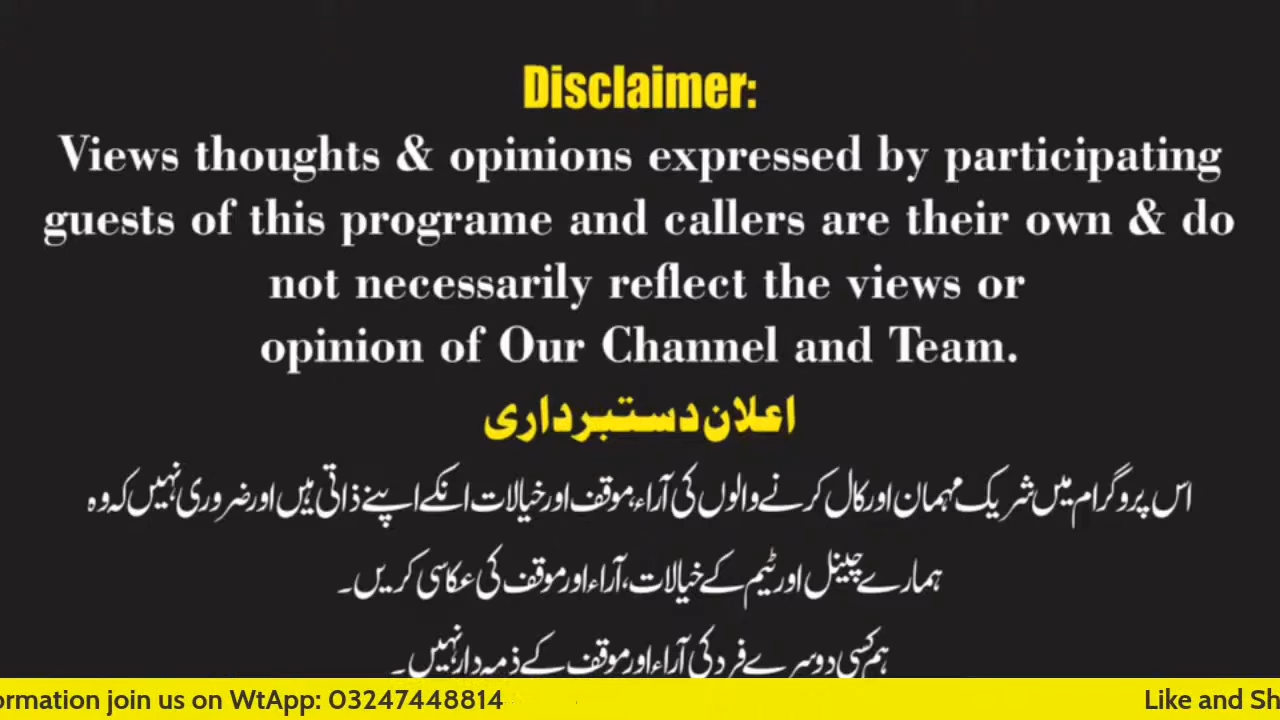 Disclaimer:
Views thoughts & opinions expressed by participating
guests of this programe and callers are their own & do
not necessarily reflect the views or
opinion of Our Channel and Team.
اعلان دستبرداری
اس پروگرام میں شریک مہمان اور کال کرنے والوں کی آراء، موقف اور خیالات انکے اپنے ذاتی ہیں اور ضروری نہیں کہ وہ
ہمارے چینل اور ٹیم کے خیالات، آراء اور موقف کی عکاسی کریں۔
ہم کسی دوسرے فرد کی آراء اور موقف کے ذمہ دار نہیں۔
ormation join us on WtApp: 03247448814 Like and Sh